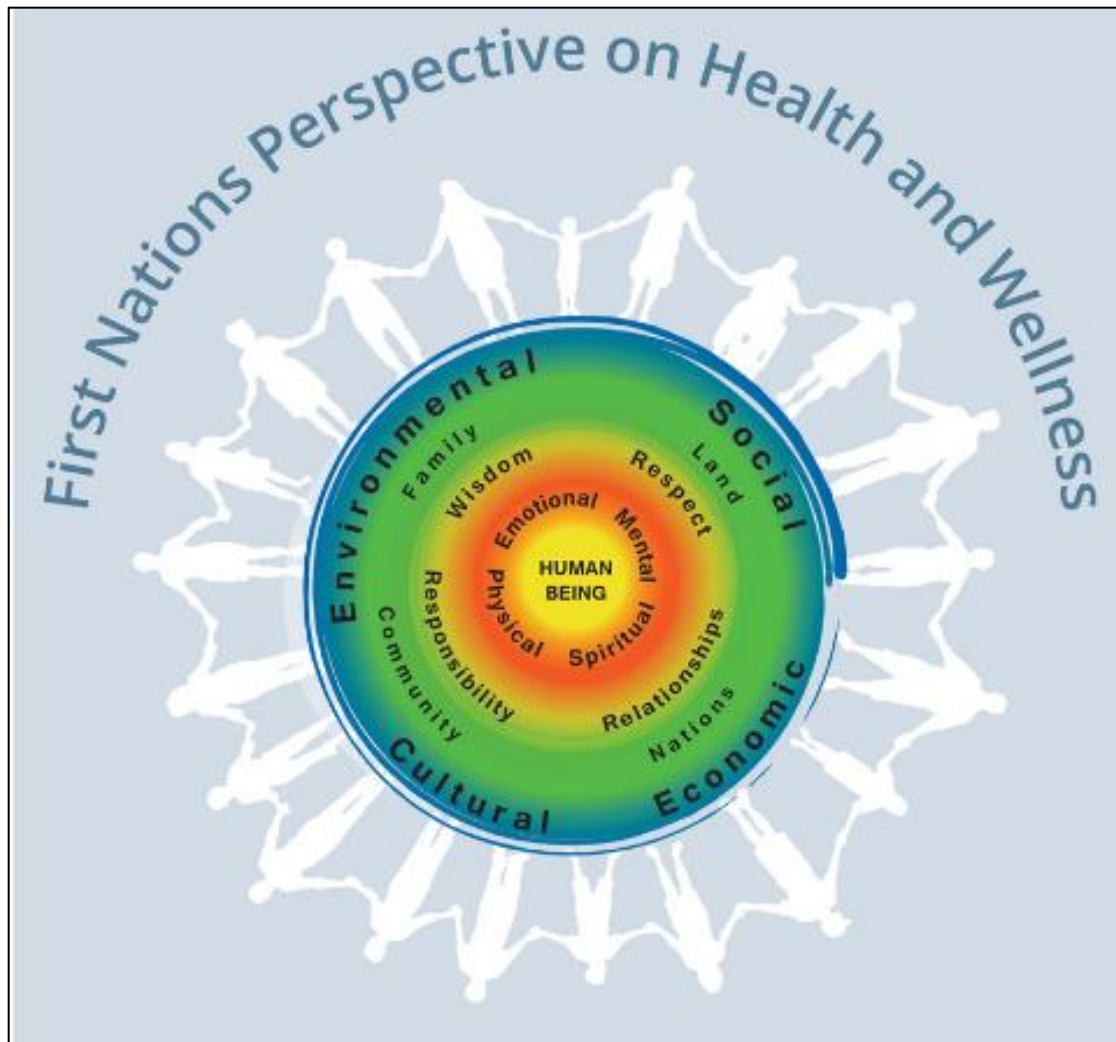 First Nations Perspective on Health and Wellness
Environmental
Social
Family
Land
Wisdom
Respect
Emotional
Mental
HUMAN
BEING
Physical
Spiritual
Responsibility
Relationships
Community
Nations
Cultural
Economic